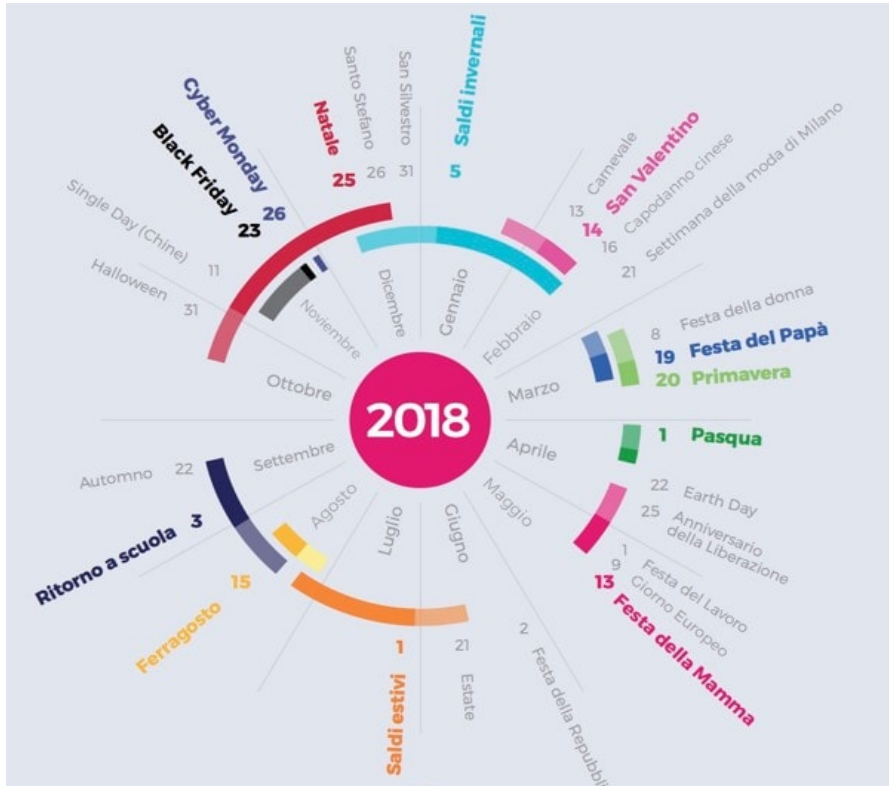 2018
Gennaio
5 Saldi invernali
Febbraio
13 Carnevale
14 San Valentino
16 Capodanno cinese
21 Settimana della moda di Milano
Marzo
8 Festa della donna
19 Festa del Papà
20 Primavera
Aprile
1 Pasqua
22 Earth Day
25 Anniversario
della Liberazione
Maggio
1 Festa del Lavoro
9 Giorno Europeo
13 Festa della Mamma
Giugno
2 Festa della Repubbli
21 Estate
Luglio
1 Saldi estivi
Agosto
15 Ferragosto
Settembre
3 Ritorno a scuola
22 Automno
Ottobre
31 Halloween
Noviembre
11 Single Day (Chine)
23 Black Friday
26 Cyber Monday
Dicembre
25 Natale
26 Santo Stefano
31 San Silvestro